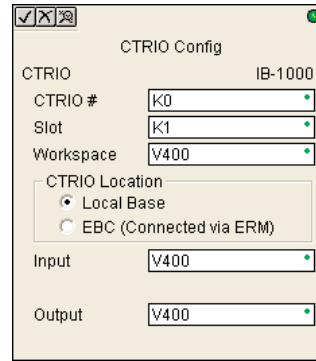 CTRIO Config
CTRIO IB-1000
CTRIO # K0
Slot K1
Workspace V400
CTRIO Location
Local Base
EBC (Connected via ERM)
Input V400
Output V400